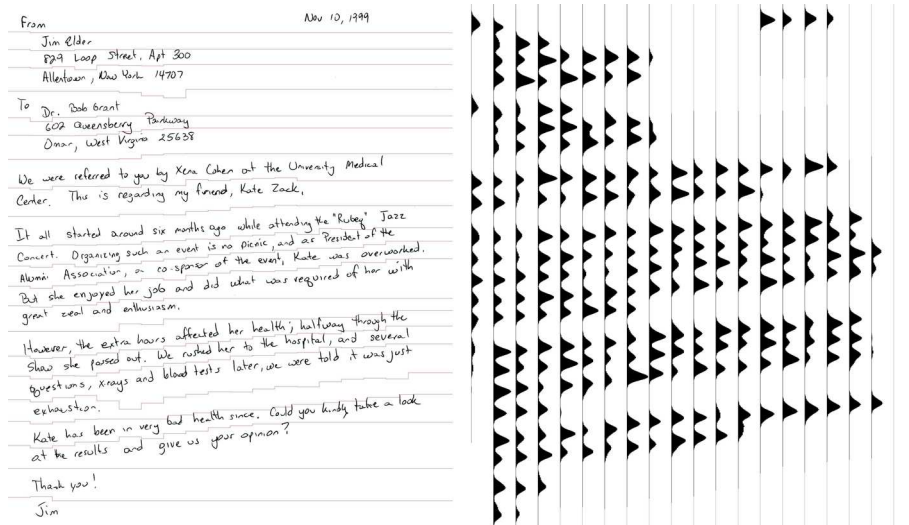 From
Nov 10, 1999
Jim Elder
829 Loop Street, Apt 300
Allentown, New York 14707
To
Dr. Bob Grant
602 Queensberry Parkway
Omar, West Virginia 25638
We were referred to you by Xena Cohen at the University Medical
Center. This is regarding my friend, Kate Zack.
It all started around six months ago while attending the "Rubeq" Jazz
Concert. Organizing such an event is no picnic, and as President of the
Alumni Association, a co-sponsor of the event, Kate was overworked.
But she enjoyed her job and did what was required of her with
great zeal and enthusiasm.
However, the extra hours affected her health; halfway through the
show she passed out. We rushed her to the hospital, and several
questions, x-rays and blood tests later, we were told it was just
exhaustion.
Kate has been in very bad health since. Could you kindly take a look
at the results and give us your opinion?
Thank you!
Jim